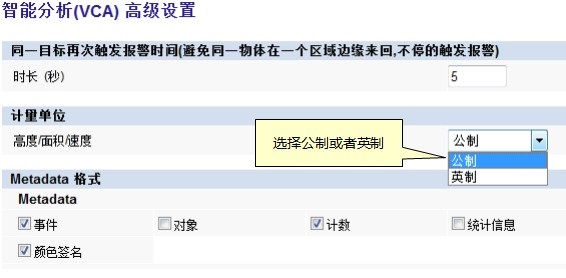 智能分析(VCA) 高级设置
同一目标再次触发报警时间(避免同一物体在一个区域边缘来回,不停的触发报警)
时长 (秒) 5
计量单位
高度/面积/速度 选择公制或者英制 公制
公制
英制
Metadata 格式
Metadata
事件 对象 计数 统计信息
颜色签名